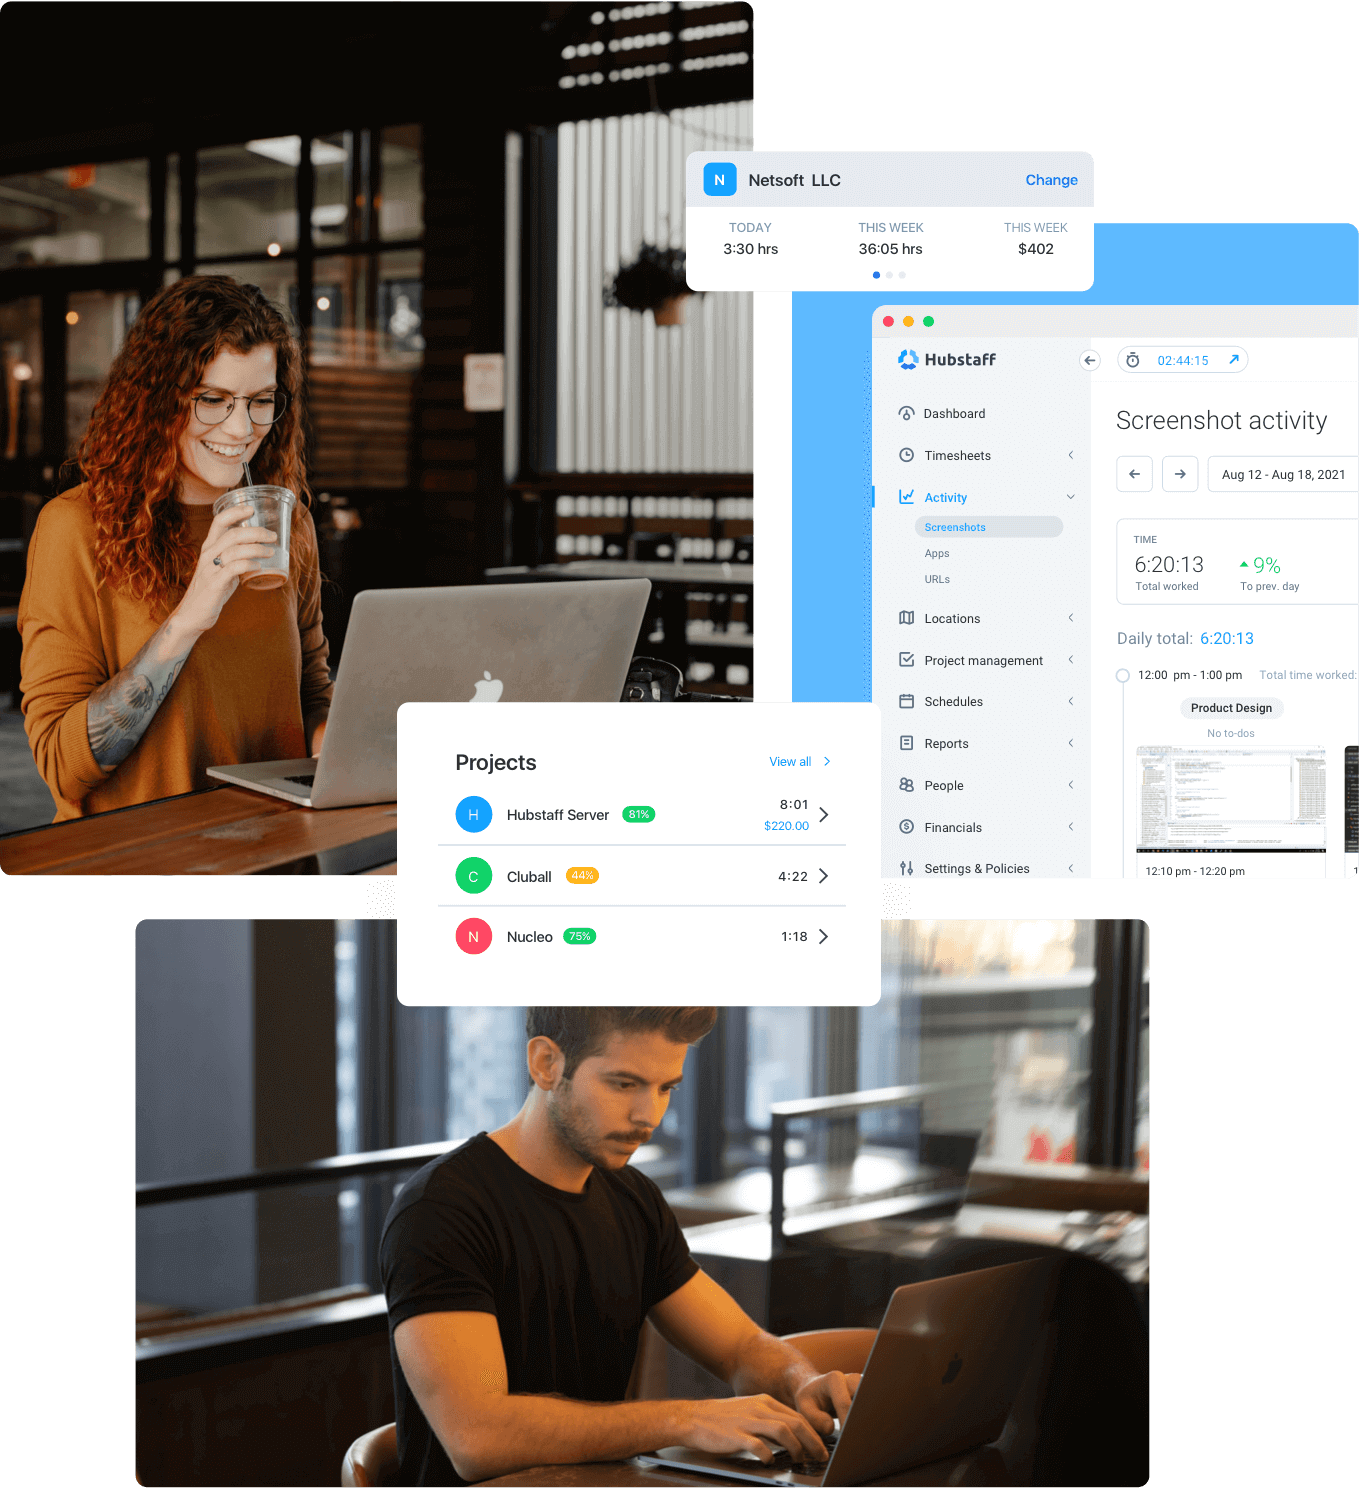 N Netsoft LLC Change
TODAY THIS WEEK THIS WEEK
3:30 hrs 36:05 hrs $402
Hubstaff
Dashboard
Timesheets
Activity
Screenshots
Apps
URLs
Locations
Project management
Schedules
Reports
People
Financials
Settings & Policies
02:44:15
Screenshot activity
Aug 12 - Aug 18, 2021
TIME
6:20:13 9%
Total worked To prev. day
Daily total: 6:20:13
12:00 pm - 1:00 pm Total time worked:
Product Design
No to-dos
12:10 pm - 12:20 pm
Projects View all
H Hubstaff Server 81% 8:01
$220.00
C Cluball 44% 4:22
N Nucleo 75% 1:18